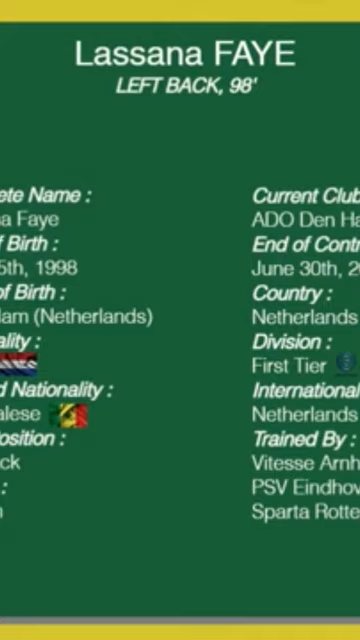 Lassana FAYE
LEFT BACK, 98'
ete Name :
a Faye
f Birth :
5th, 1998
of Birth :
dam (Netherlands)
ality :
d Nationality :
alese
osition :
ck
:
Current Club
ADO Den Ha
End of Contr
June 30th, 2
Country :
Netherlands
Division :
First Tier
International
Netherlands
Trained By :
Vitesse Arnh
PSV Eindhov
Sparta Rotte